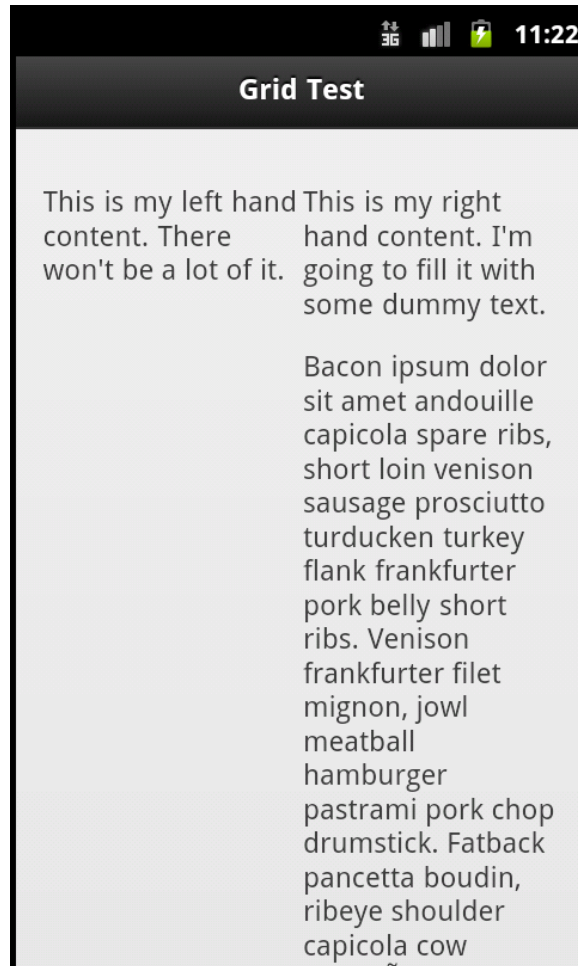 3G 11:22
Grid Test
This is my left hand
content. There
won't be a lot of it.
This is my right
hand content. I'm
going to fill it with
some dummy text.
Bacon ipsum dolor
sit amet andouille
capicola spare ribs,
short loin venison
sausage prosciutto
turducken turkey
flank frankfurter
pork belly short
ribs. Venison
frankfurter filet
mignon, jowl
meatball
hamburger
pastrami pork chop
drumstick. Fatback
pancetta boudin,
ribeye shoulder
capicola cow